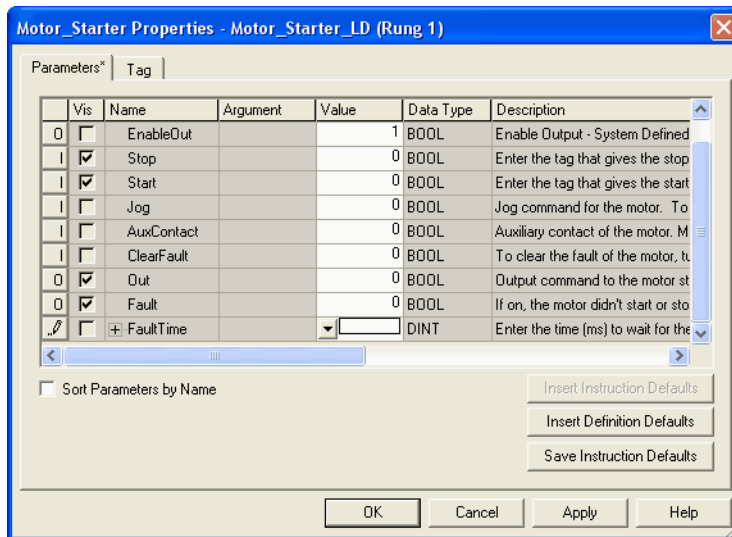 Motor_Starter Properties - Motor_Starter_LD (Rung 1)
Parameters* Tag
Vis Name Argument Value Data Type Description
O EnableOut 1 BOOL Enable Output - System Defined
I Stop 0 BOOL Enter the tag that gives the stop
I Start 0 BOOL Enter the tag that gives the start
I Jog 0 BOOL Jog command for the motor. To
I AuxContact 0 BOOL Auxiliary contact of the motor. M
I ClearFault 0 BOOL To clear the fault of the motor, tu
O Out 0 BOOL Output command to the motor st
O Fault 0 BOOL If on, the motor didn't start or sto
FaultTime DINT Enter the time (ms) to wait for the
Sort Parameters by Name
Insert Instruction Defaults
Insert Definition Defaults
Save Instruction Defaults
OK Cancel Apply Help